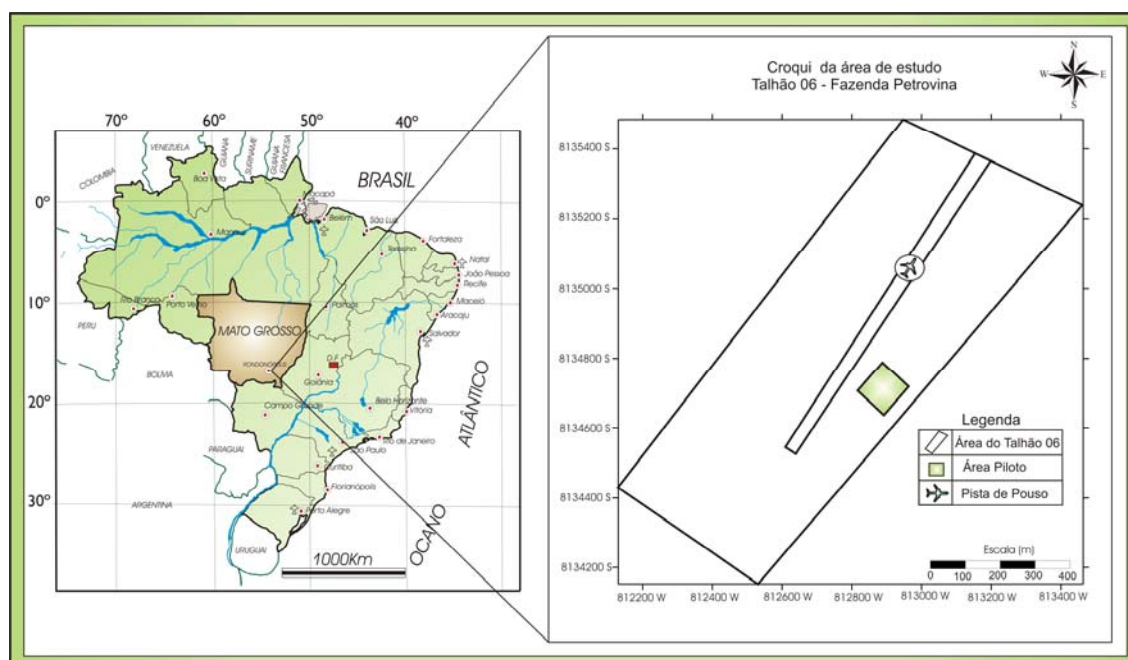 Croqui da área de estudo
Talhão 06 - Fazenda Petrovina
N
W E
S
70° 60° 50° 40°
0°
10°
20°
30°
VENEZUELA
GUIANA
SURINAME
GUIANA
FRANCESA
COLOMBIA
BRASIL
Boa Vista
Macapá
Belém
São Luis
Manaus
Fortaleza
Teresina
Natal
João Pessoa
Recife
Maceió
Aracaju
Salvador
Rio Branco
Porto Velho
Palmas
PERU
MATO GROSSO
RONDONÓPOLIS
D.F.
BOLIVIA
Goiânia
Belo Horizonte
Vitória
Campo Grande
ATLÂNTICO
Rio de Janeiro
São Paulo
PARAGUAI
Curitiba
Florianópolis
ARGENTINA
Porto Alegre
OCANO
URUGUAI
1000Km
8135400 S
8135200 S
8135000 S
8134800 S
8134600 S
8134400 S
8134200 S
812200 W 812400 W 812600 W 812800 W 813000 W 813200 W 813400 W
Legenda
Área do Talhão 06
Área Piloto
Pista de Pouso
Escala (m)
0 100 200 300 400